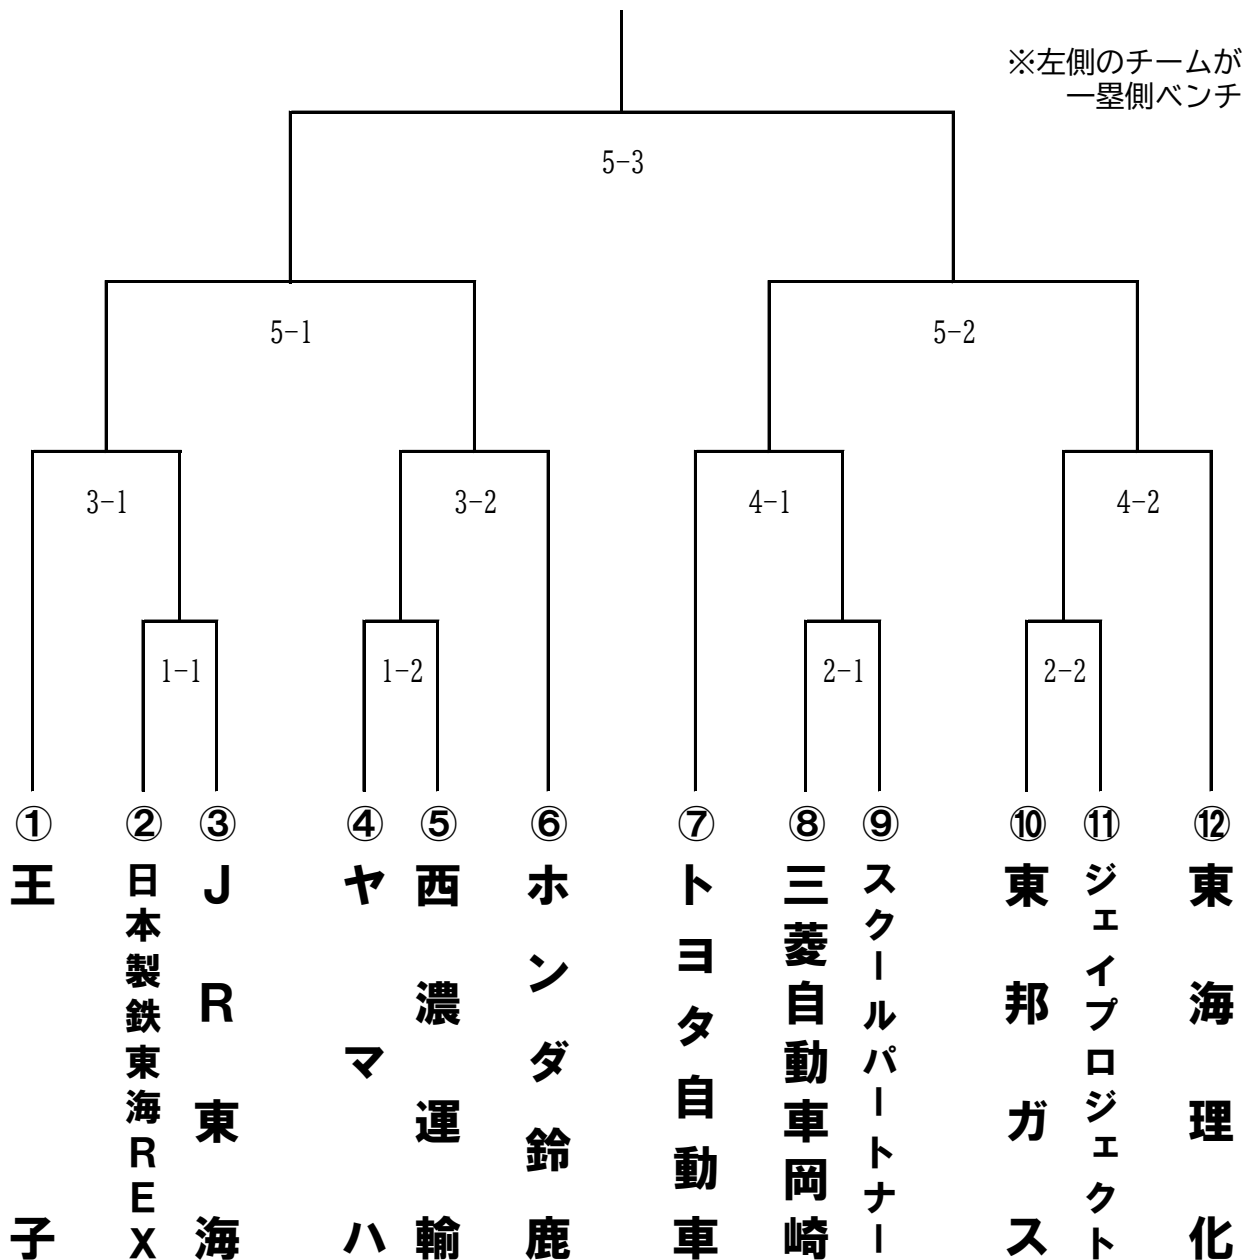 ※左側のチームが
一塁側ベンチ
5-3
5-1
5-2
3-1
3-2
4-1
4-2
1-1
1-2
2-1
2-2
①
②
③
④
⑤
⑥
⑦
⑧
⑨
⑩
⑪
⑫
王子
日本製鉄東海REX
JR東海
ヤマハ
西濃運輸
ホンダ鈴鹿
トヨタ自動車
三菱自動車岡崎
スクールパートナー
東邦ガス
ジェイプロジェクト
東海理化